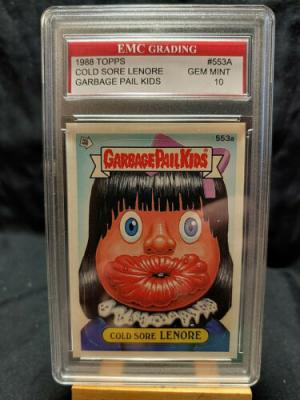 EMC GRADING
1988 TOPPS #553A
COLD SORE LENORE GEM MINT
GARBAGE PAIL KIDS 10
553a
GARBAGE PAIL KIDS
COLD SORE LENORE